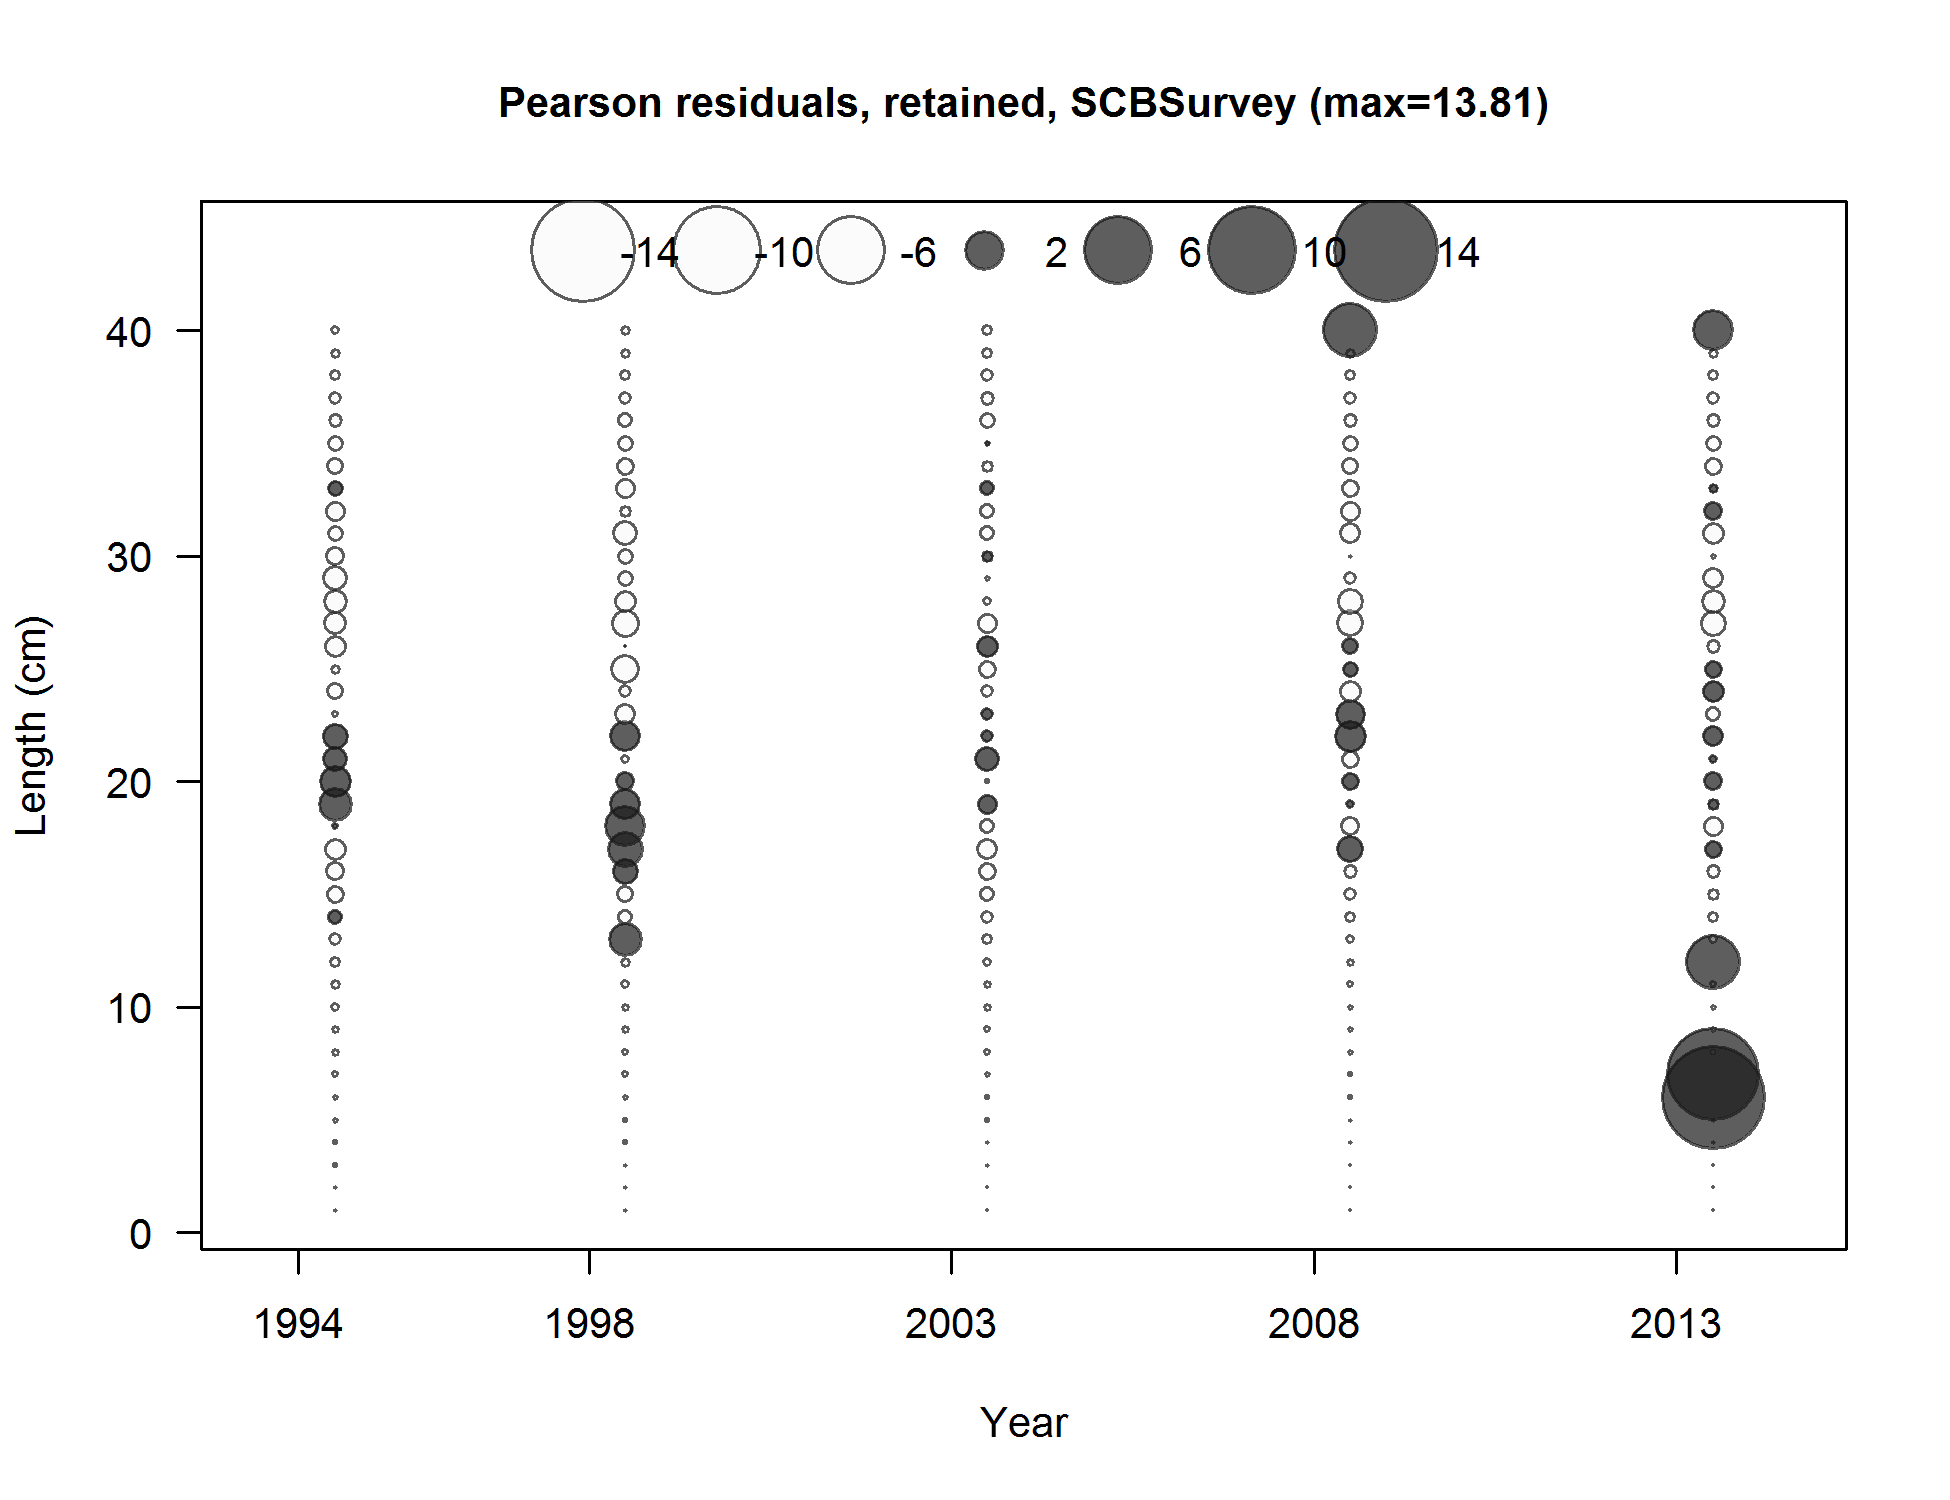 Pearson residuals, retained, SCBSurvey (max=13.81)
-14 -10 -6 2 6 10 14
40
30
20
10
0
Length (cm)
1994 1998 2003 2008 2013
Year